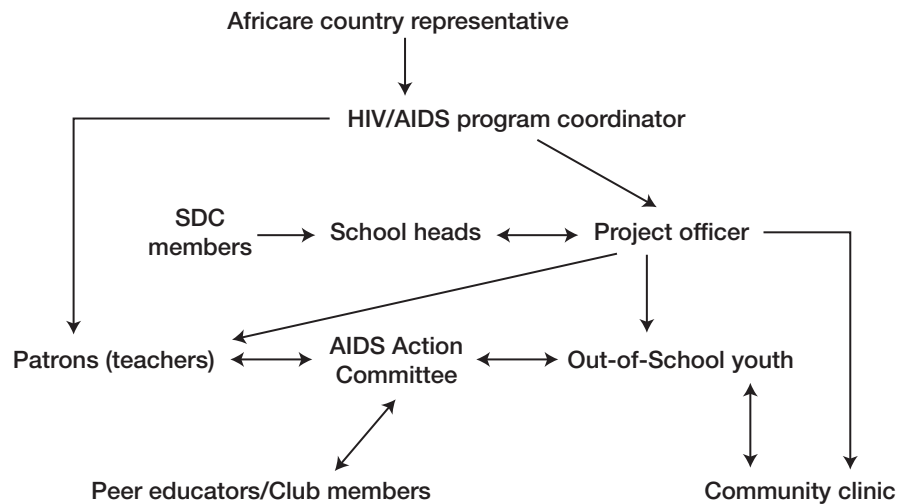 Africare country representative
HIV/AIDS program coordinator
SDC
members
School heads
Project officer
Patrons (teachers)
AIDS Action
Committee
Out-of-School youth
Peer educators/Club members
Community clinic